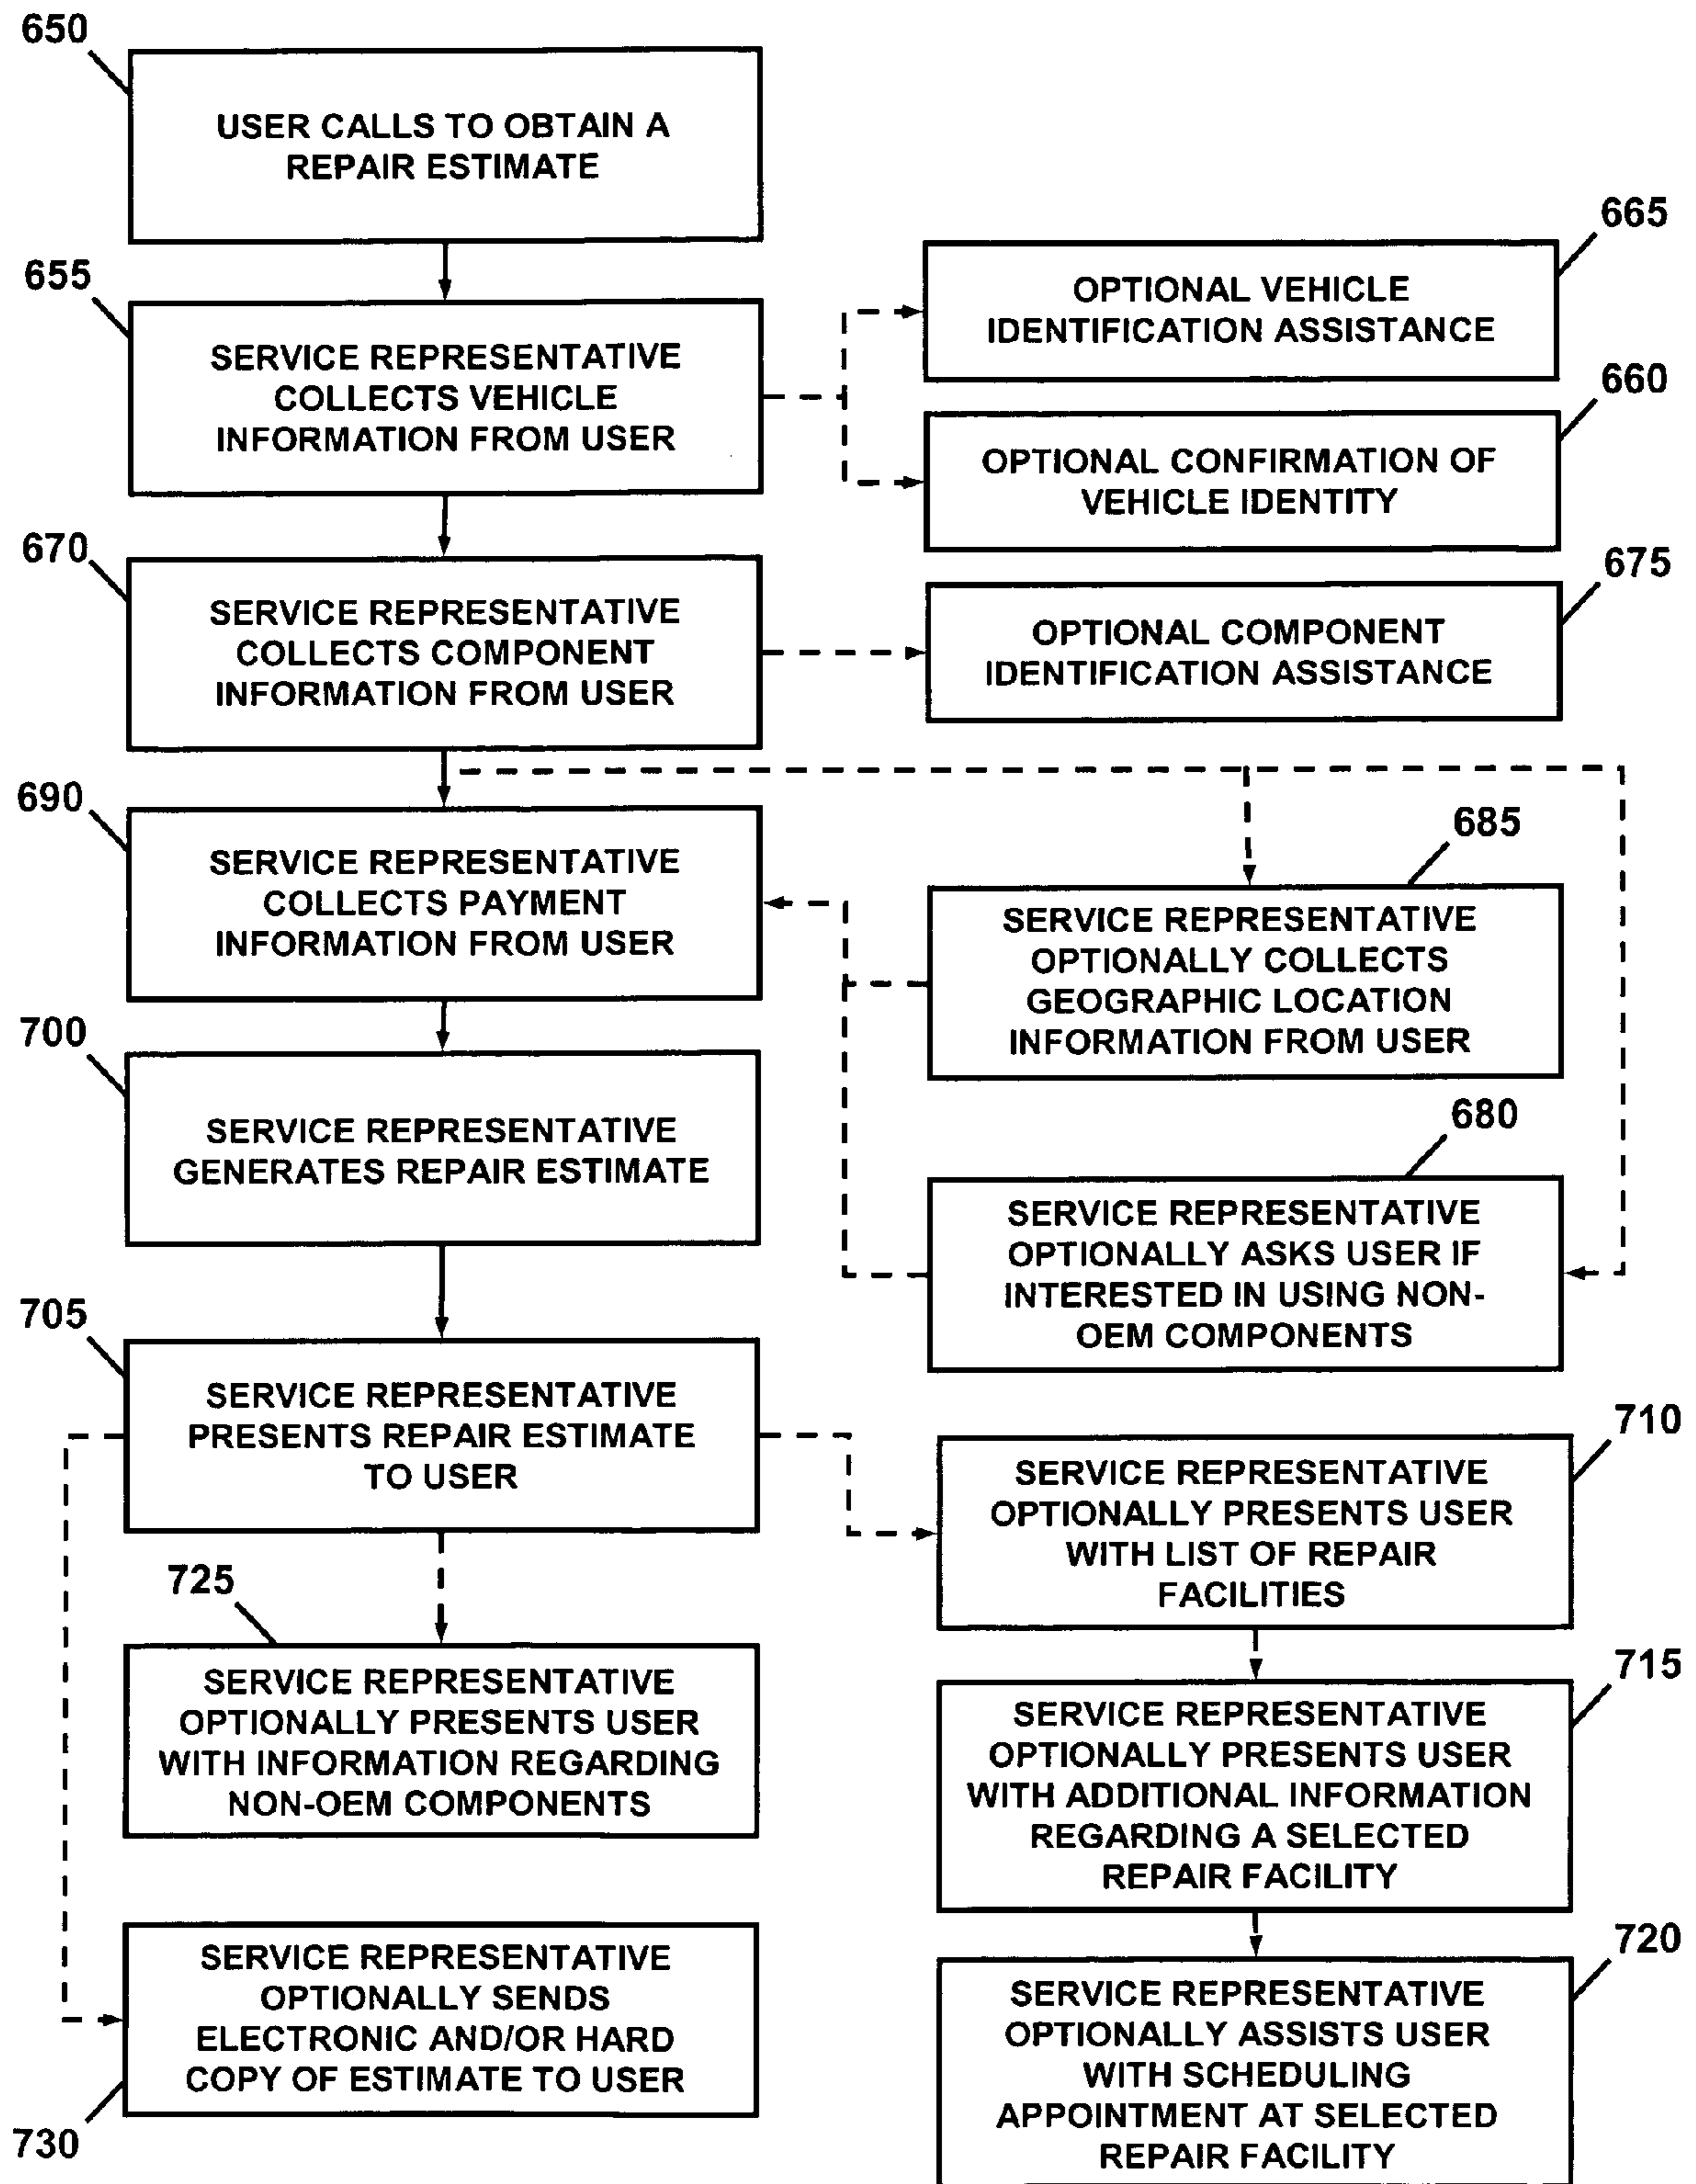 650
USER CALLS TO OBTAIN A
REPAIR ESTIMATE
655
SERVICE REPRESENTATIVE
COLLECTS VEHICLE
INFORMATION FROM USER
665
OPTIONAL VEHICLE
IDENTIFICATION ASSISTANCE
660
OPTIONAL CONFIRMATION OF
VEHICLE IDENTITY
670
SERVICE REPRESENTATIVE
COLLECTS COMPONENT
INFORMATION FROM USER
675
OPTIONAL COMPONENT
IDENTIFICATION ASSISTANCE
690
SERVICE REPRESENTATIVE
COLLECTS PAYMENT
INFORMATION FROM USER
685
SERVICE REPRESENTATIVE
OPTIONALLY COLLECTS
GEOGRAPHIC LOCATION
INFORMATION FROM USER
700
SERVICE REPRESENTATIVE
GENERATES REPAIR ESTIMATE
680
SERVICE REPRESENTATIVE
OPTIONALLY ASKS USER IF
INTERESTED IN USING NON-
OEM COMPONENTS
705
SERVICE REPRESENTATIVE
PRESENTS REPAIR ESTIMATE
TO USER
710
SERVICE REPRESENTATIVE
OPTIONALLY PRESENTS USER
WITH LIST OF REPAIR
FACILITIES
725
SERVICE REPRESENTATIVE
OPTIONALLY PRESENTS USER
WITH INFORMATION REGARDING
NON-OEM COMPONENTS
715
SERVICE REPRESENTATIVE
OPTIONALLY PRESENTS USER
WITH ADDITIONAL INFORMATION
REGARDING A SELECTED
REPAIR FACILITY
730
SERVICE REPRESENTATIVE
OPTIONALLY SENDS
ELECTRONIC AND/OR HARD
COPY OF ESTIMATE TO USER
720
SERVICE REPRESENTATIVE
OPTIONALLY ASSISTS USER
WITH SCHEDULING
APPOINTMENT AT SELECTED
REPAIR FACILITY